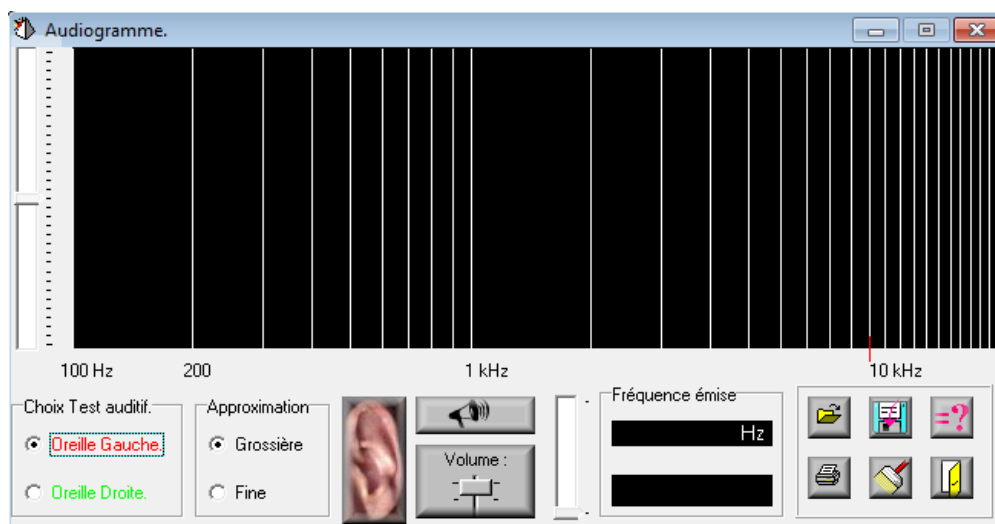 Audiogramme.
100 Hz 200 1 kHz 10 kHz
Choix Test auditif.
Oreille Gauche.
Oreille Droite.
Approximation
Grossière
Fine
Volume :
Fréquence émise
Hz
=?